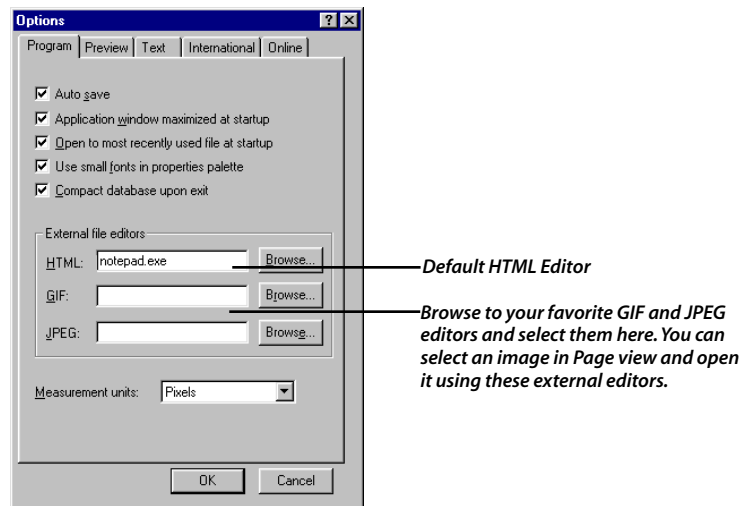 Options
Program Preview Text International Online
Auto save
Application window maximized at startup
Open to most recently used file at startup
Use small fonts in properties palette
Compact database upon exit
External file editors
HTML: notepad.exe Browse...
GIF: Browse...
JPEG: Browse...
Measurement units: Pixels
OK Cancel
Default HTML Editor
Browse to your favorite GIF and JPEG
editors and select them here. You can
select an image in Page view and open
it using these external editors.